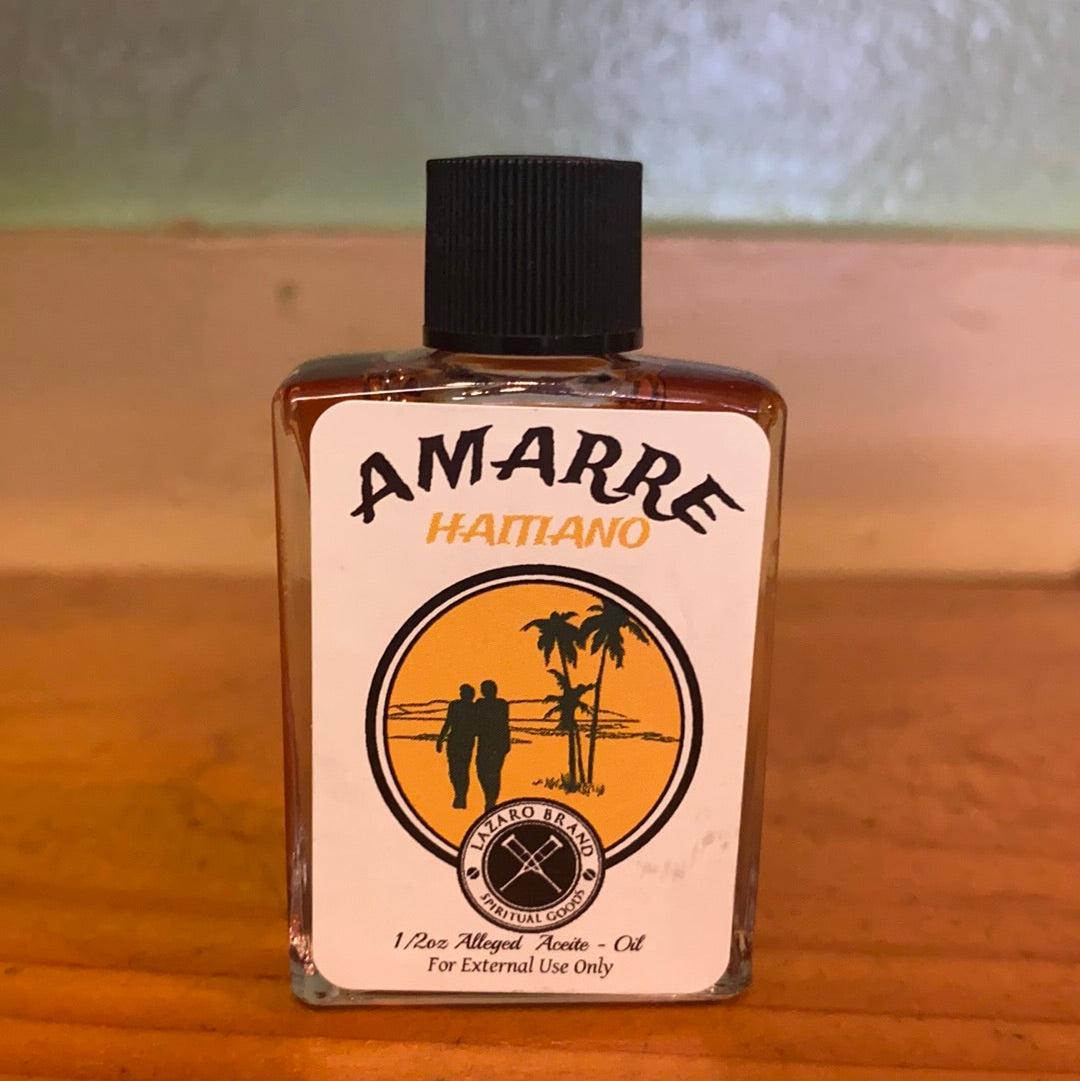 AMARRE
HAITIANO
LAZARO BRAND
SPIRITUAL GOODS
1/2oz Alleged Aceite - Oil
For External Use Only